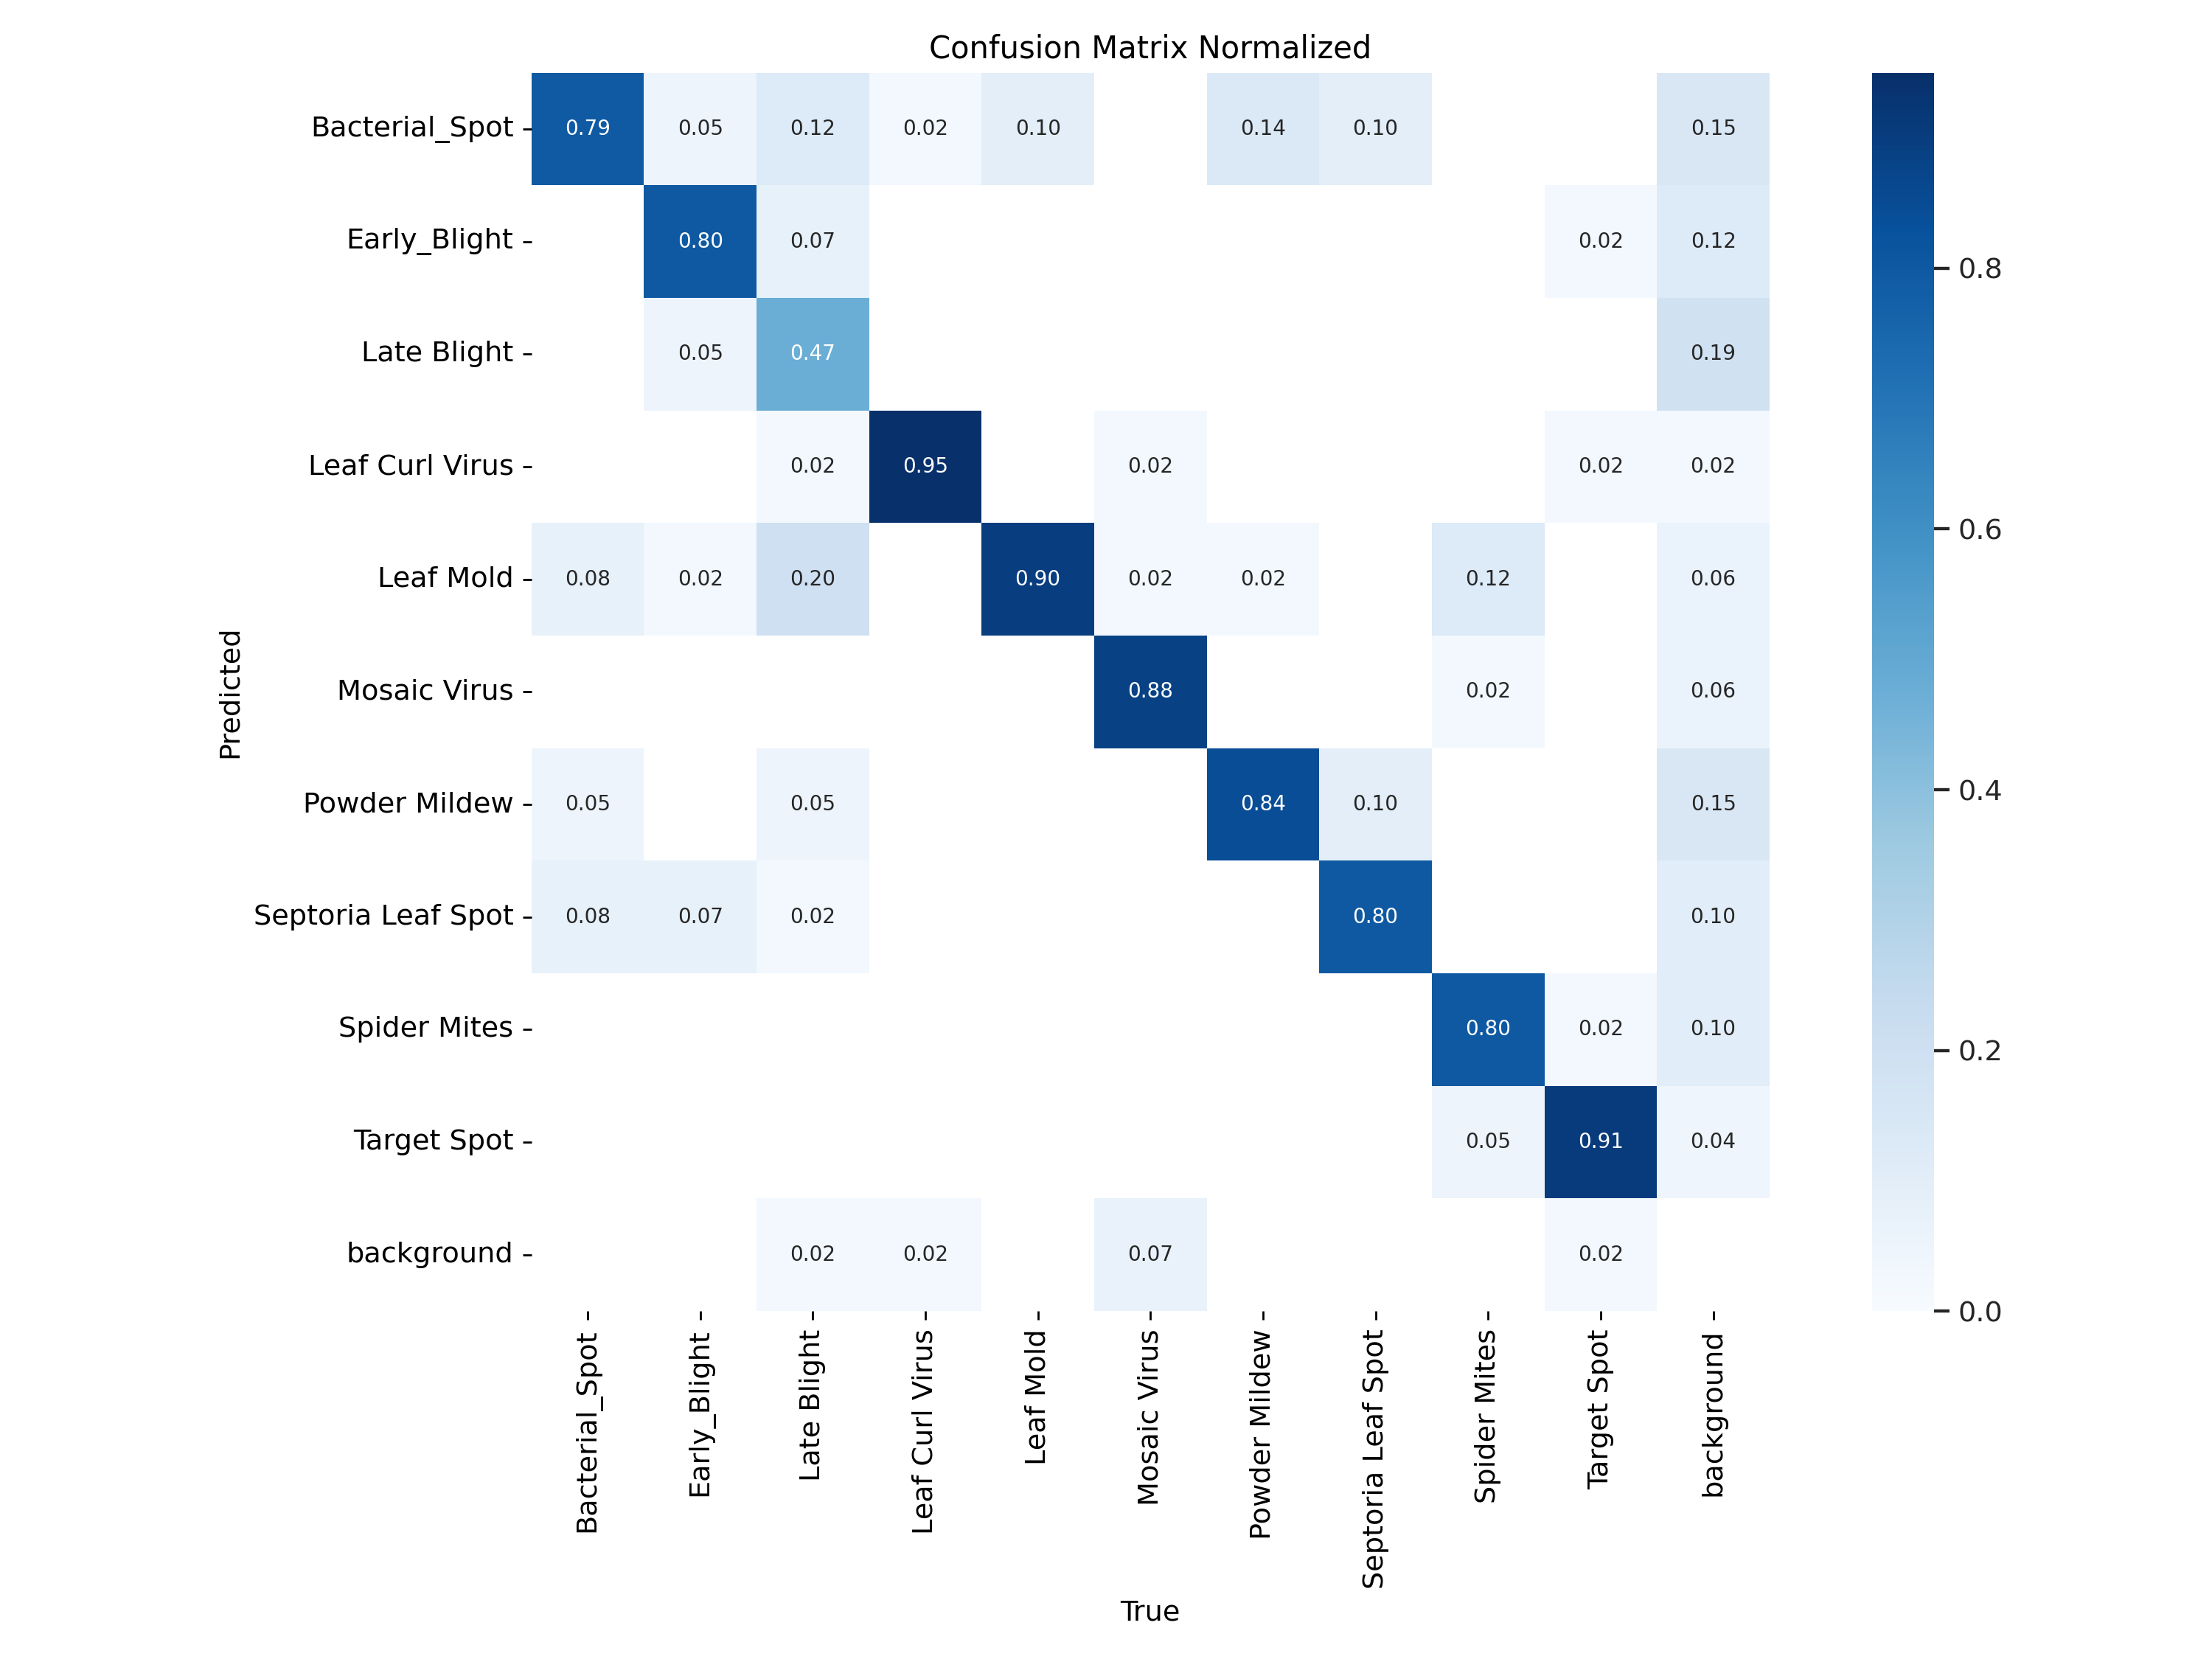 Confusion Matrix Normalized
Bacterial_Spot 0.79 0.05 0.12 0.02 0.10 0.14 0.10 0.15
Early_Blight 0.80 0.07 0.02 0.12
0.8
Late Blight 0.05 0.47 0.19
Leaf Curl Virus 0.02 0.95 0.02 0.02 0.02
0.6
Leaf Mold 0.08 0.02 0.20 0.90 0.02 0.02 0.12 0.06
Predicted
Mosaic Virus 0.88 0.02 0.06
0.4
Powder Mildew 0.05 0.05 0.84 0.10 0.15
Septoria Leaf Spot 0.08 0.07 0.02 0.80 0.10
Spider Mites 0.80 0.02 0.10
0.2
Target Spot 0.05 0.91 0.04
background 0.02 0.02 0.07 0.02
0.0
Bacterial_Spot
Early_Blight
Late Blight
Leaf Curl Virus
Leaf Mold
Mosaic Virus
Powder Mildew
Septoria Leaf Spot
Spider Mites
Target Spot
background
True